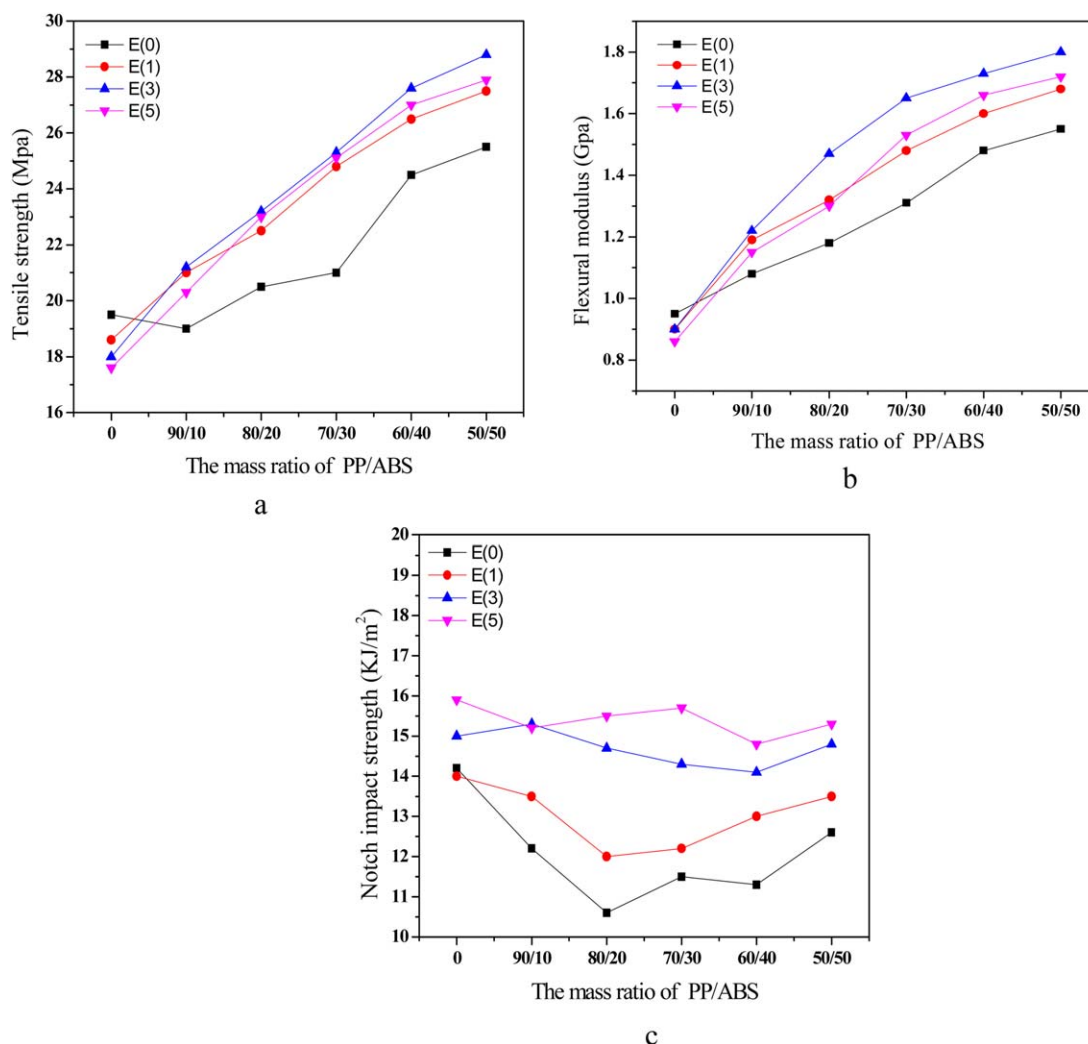 30
28
26
24
22
20
18
16
Tensile strength (Mpa)
E(0)
E(1)
E(3)
E(5)
0 90/10 80/20 70/30 60/40 50/50
The mass ratio of PP/ABS
a
1.8
1.6
1.4
1.2
1.0
0.8
Flexural modulus (Gpa)
E(0)
E(1)
E(3)
E(5)
0 90/10 80/20 70/30 60/40 50/50
The mass ratio of PP/ABS
b
20
19
18
17
16
15
14
13
12
11
10
Notch impact strength (KJ/m²)
E(0)
E(1)
E(3)
E(5)
0 90/10 80/20 70/30 60/40 50/50
The mass ratio of PP/ABS
c